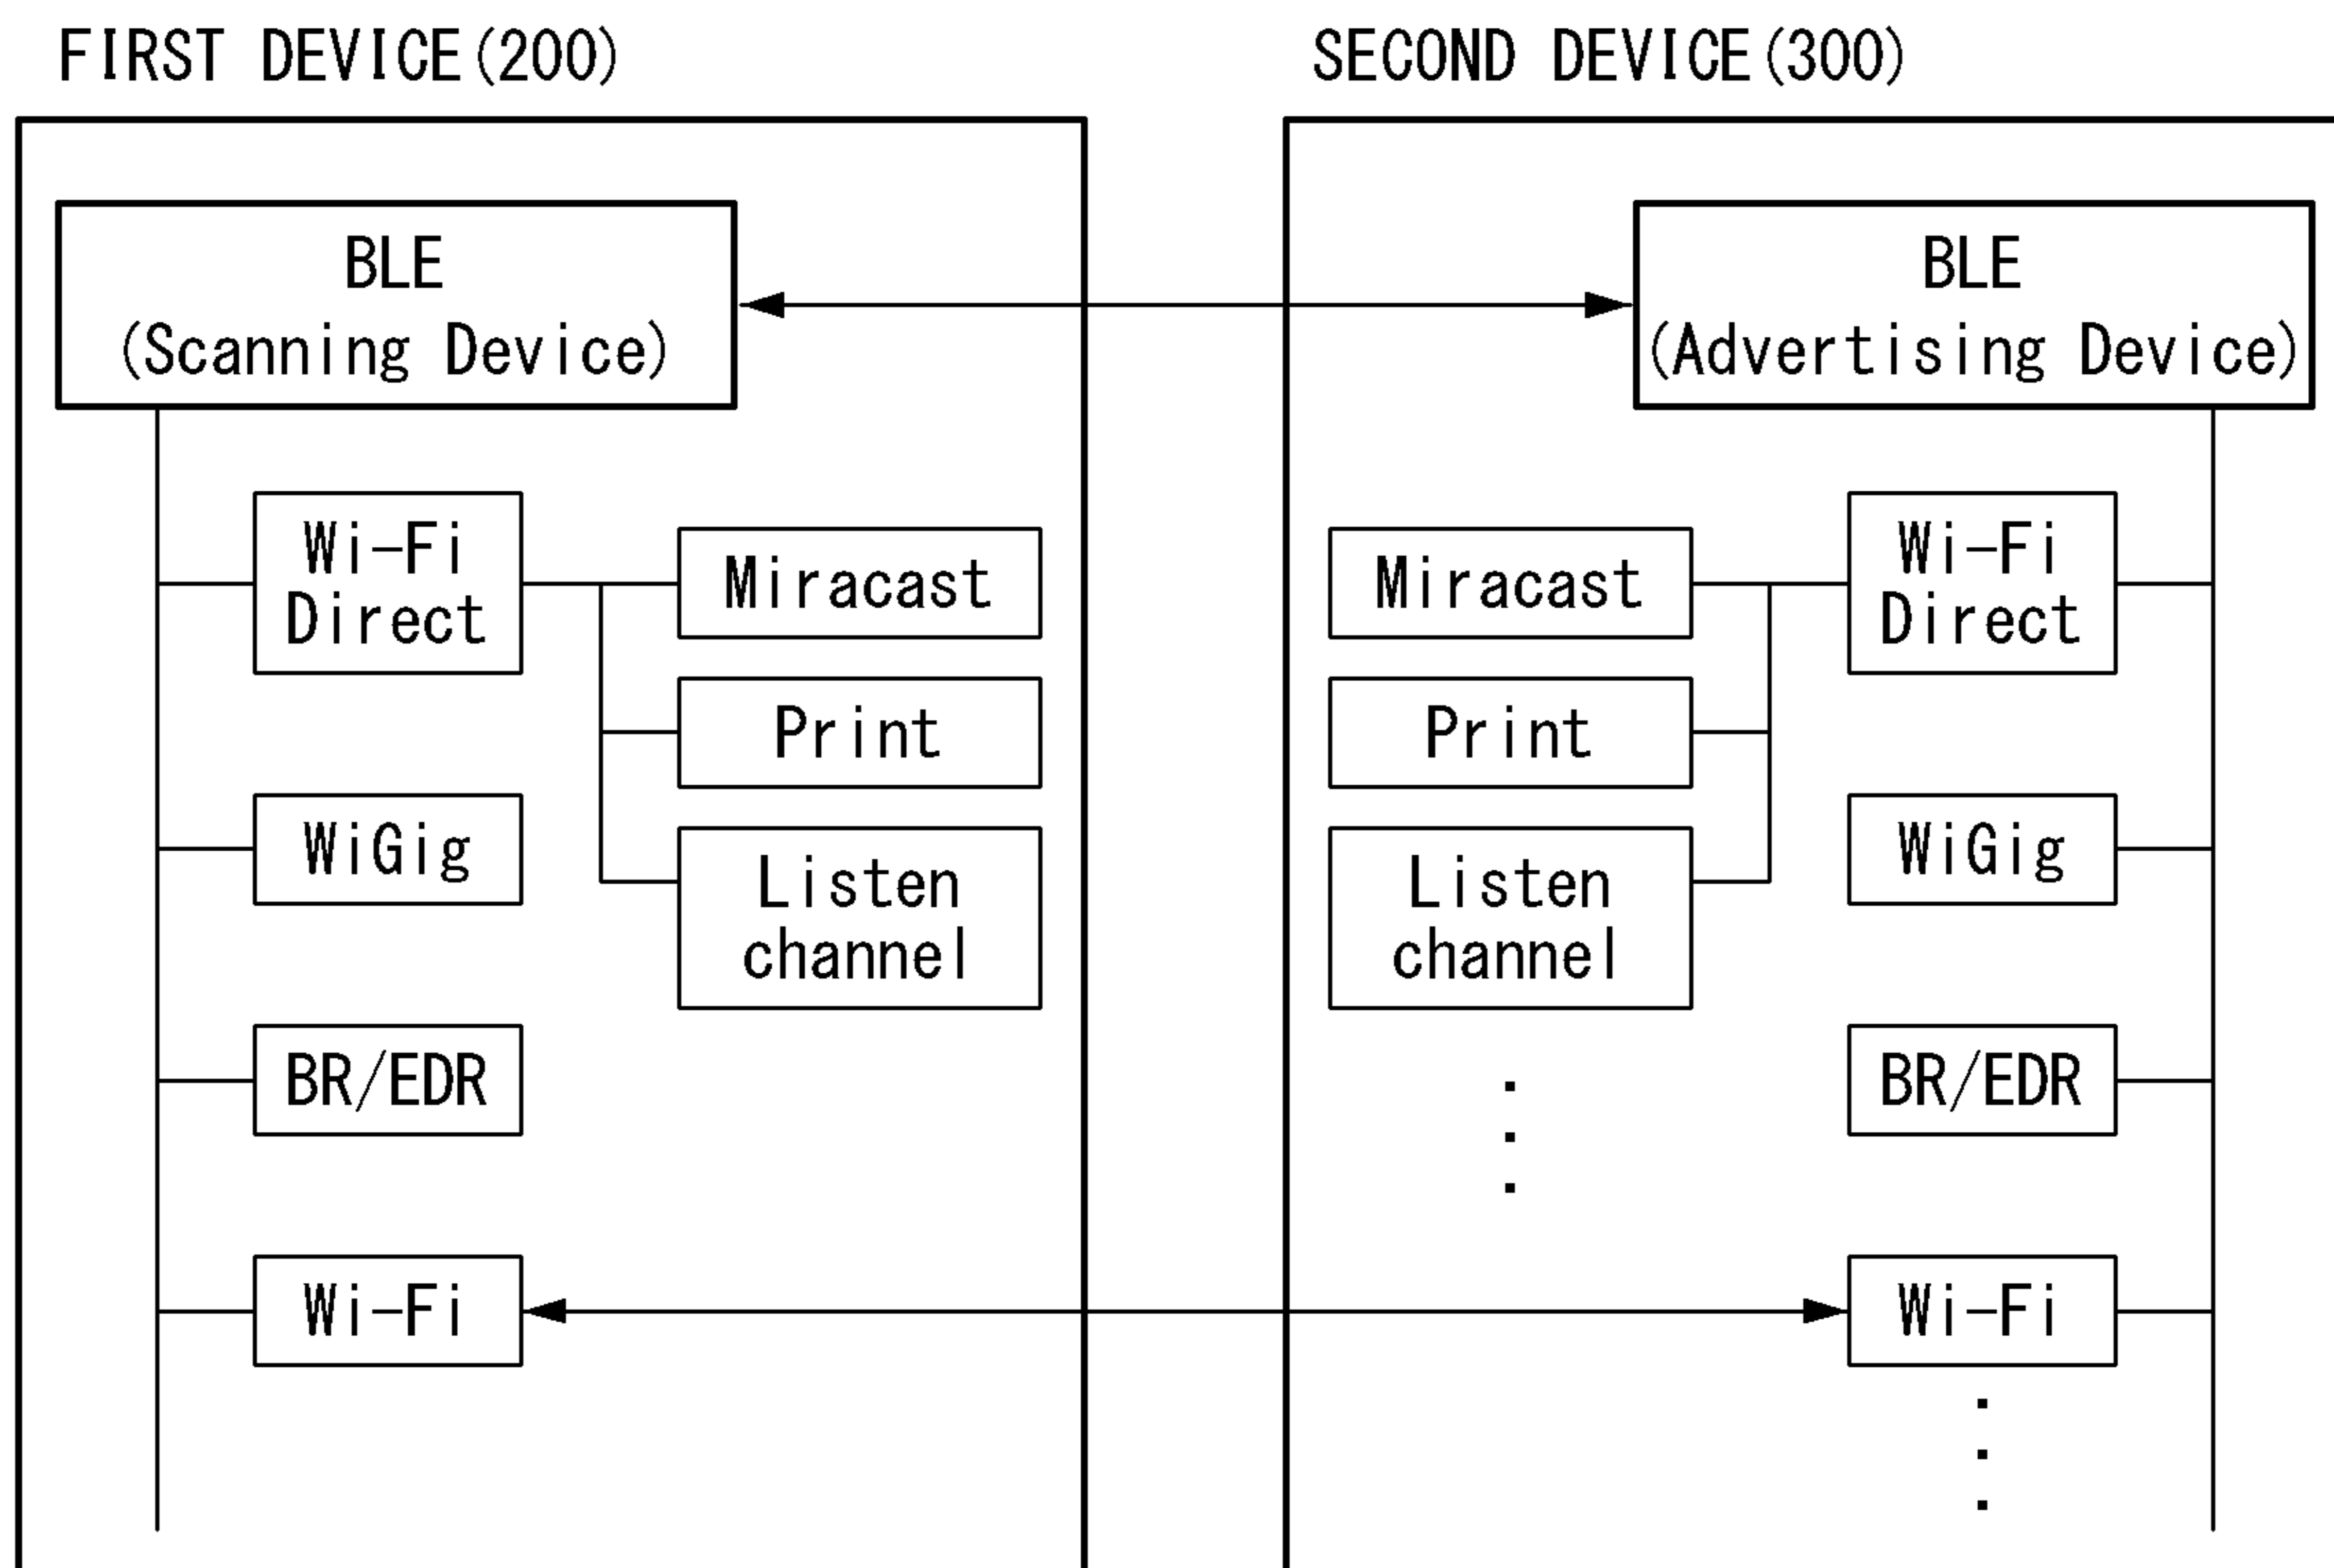 FIRST DEVICE(200)
BLE
(Scanning Device)
Wi-Fi
Direct
Miracast
Print
Listen
channel
WiGig
BR/EDR
Wi-Fi
SECOND DEVICE(300)
BLE
(Advertising Device)
Miracast
Print
Listen
channel
Wi-Fi
Direct
WiGig
BR/EDR
Wi-Fi